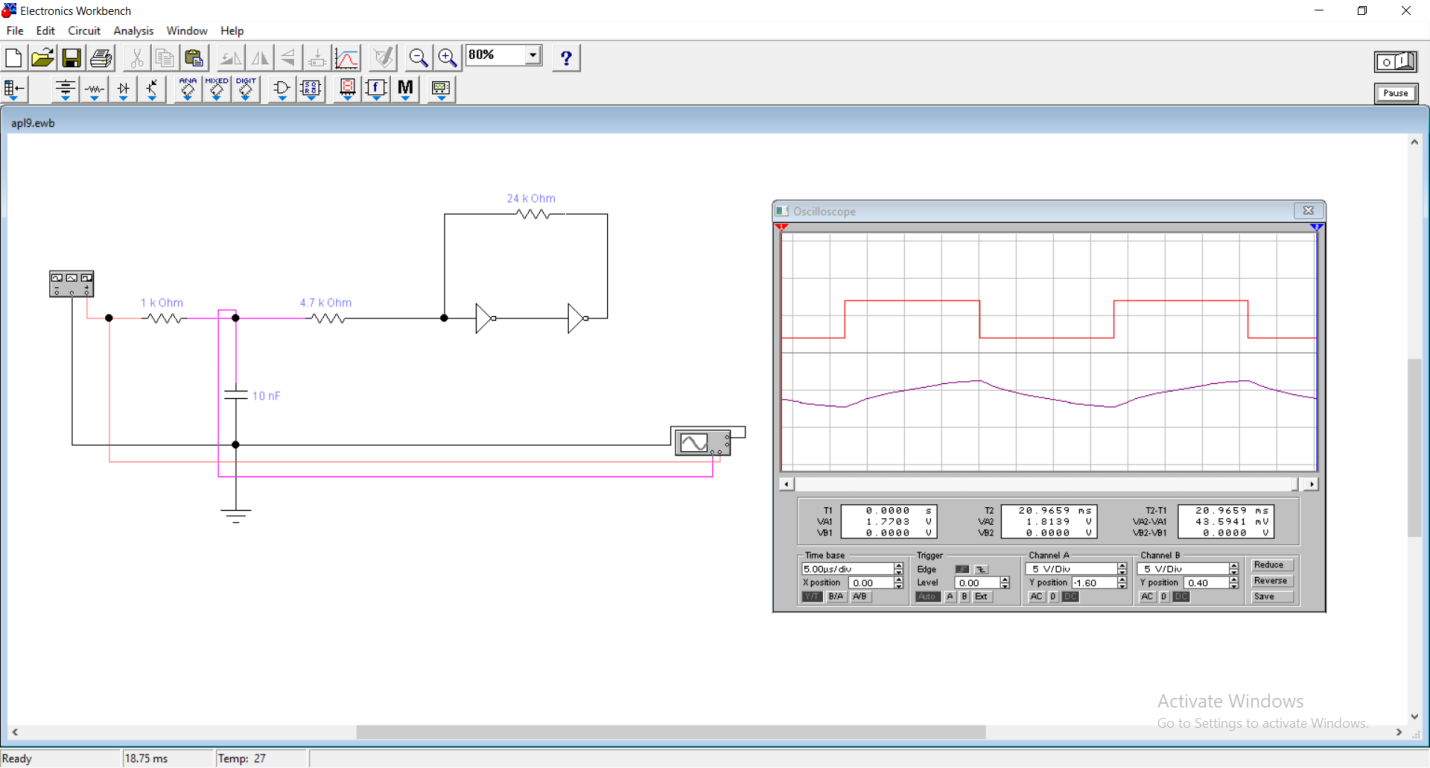 Electronics Workbench
File Edit Circuit Analysis Window Help
80% ?
ANA MIXED DIGIT f M
Pause
apl9.ewb
24 k Ohm
1 k Ohm
4.7 k Ohm
10 nF
Oscilloscope
1 2
T1 0.0000 s T2 20.9659 ms T2-T1 20.9659 ms
VA1 1.7703 V VA2 1.8139 V VA2-VA1 43.5941 mV
VB1 0.0000 V VB2 0.0000 V VB2-VB1 0.0000 V
Time base Trigger Channel A Channel B
5.00µs/div Edge 5 V/Div 5 V/Div Reduce
X position 0.00 Level 0.00 Y position -1.60 Y position 0.40 Reverse
Y/T B/A A/B Auto A B Ext AC 0 DC AC 0 DC Save
Activate Windows
Go to Settings to activate Windows.
Ready 18.75 ms Temp: 27